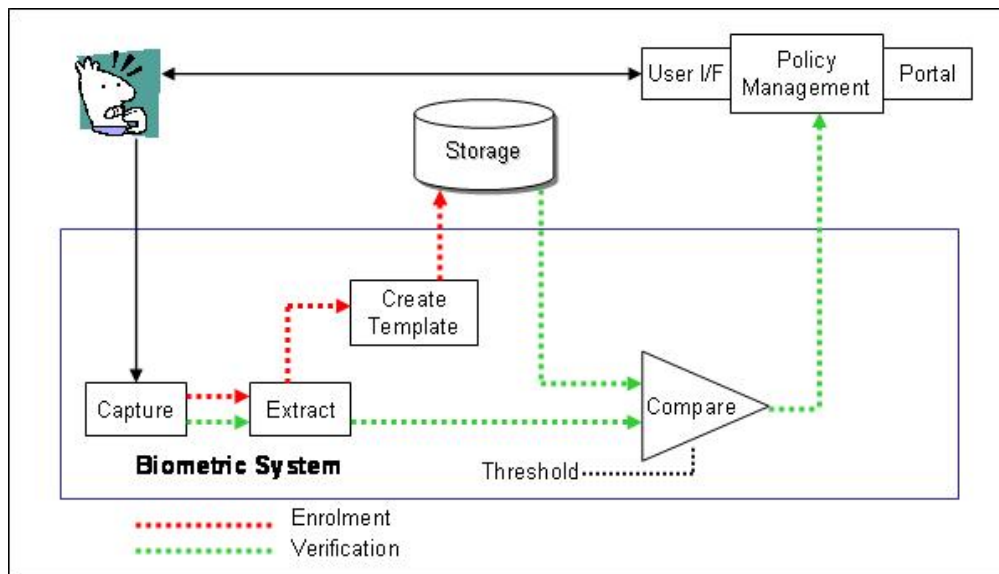 User I/F
Policy
Management
Portal
Storage
Create
Template
Capture
Extract
Compare
Biometric System
Threshold
Enrolment
Verification